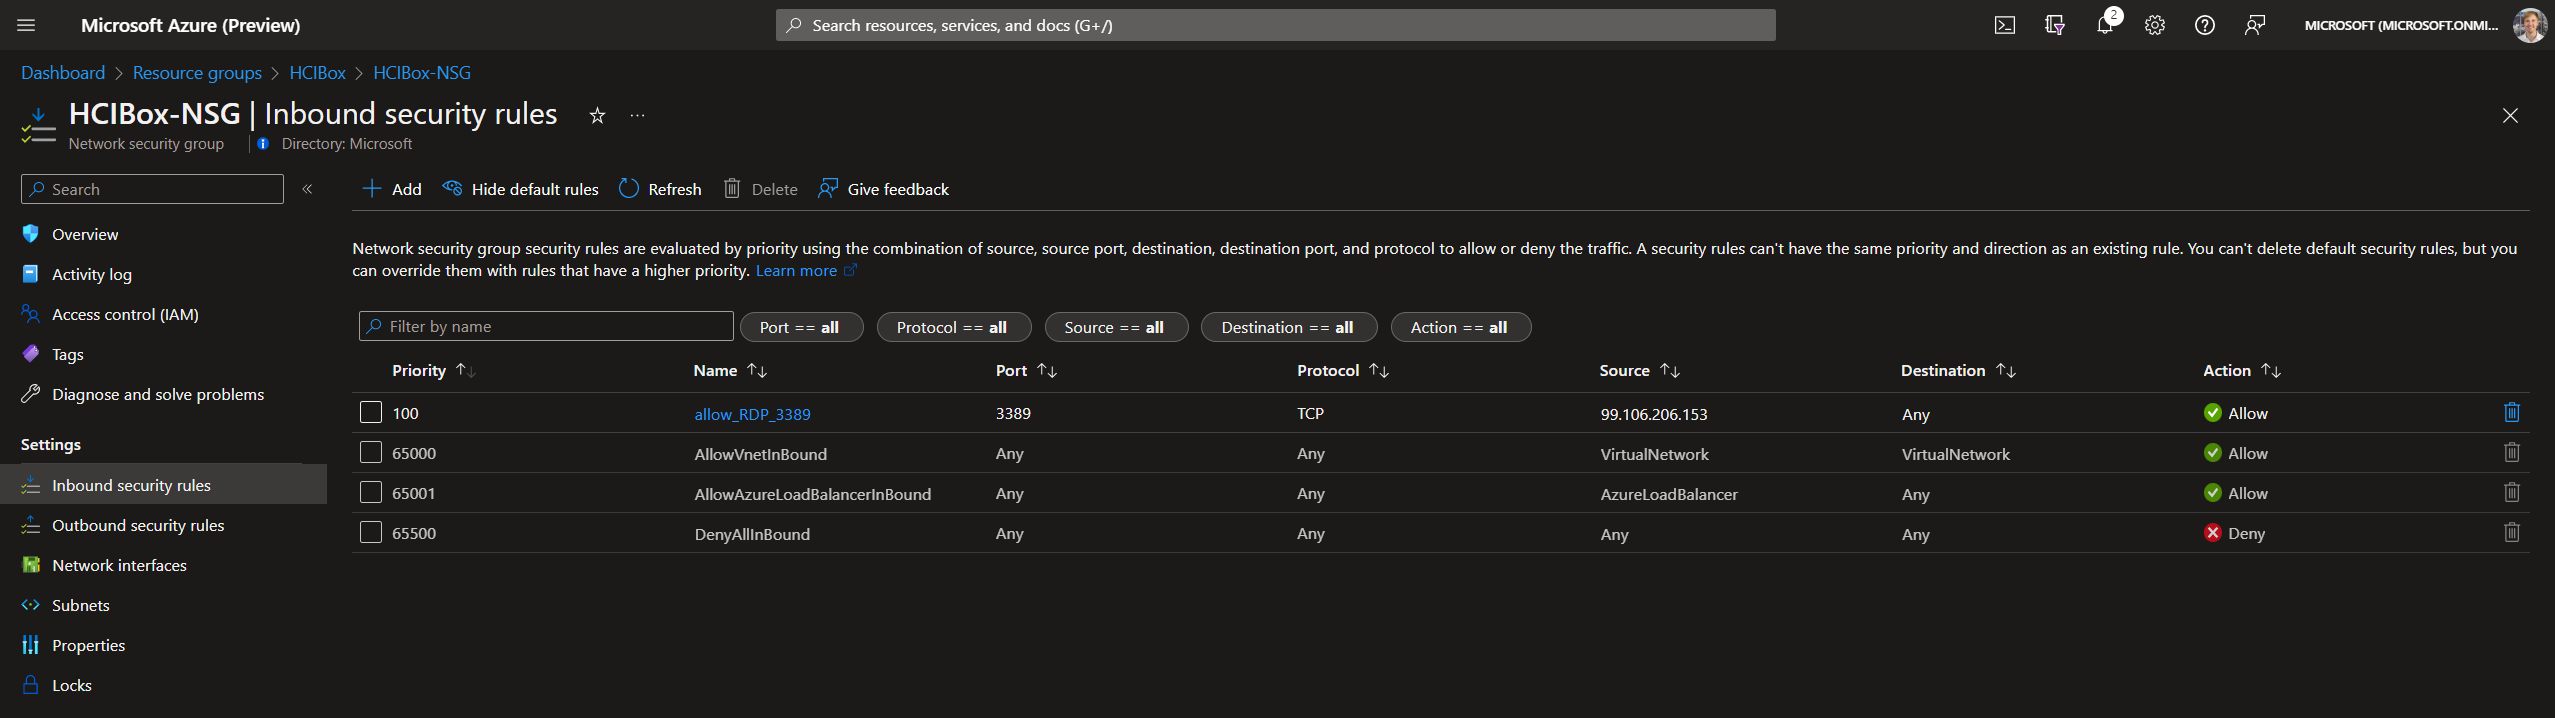 Microsoft Azure (Preview)
Search resources, services, and docs (G+/)
2
MICROSOFT (MICROSOFT.ONMI...
Dashboard > Resource groups > HCIBox > HCIBox-NSG
HCIBox-NSG | Inbound security rules
Network security group
Directory: Microsoft
Search
Add
Hide default rules
Refresh
Delete
Give feedback
Overview
Activity log
Access control (IAM)
Tags
Diagnose and solve problems
Settings
Inbound security rules
Outbound security rules
Network interfaces
Subnets
Properties
Locks
Network security group security rules are evaluated by priority using the combination of source, source port, destination, destination port, and protocol to allow or deny the traffic. A security rules can't have the same priority and direction as an existing rule. You can't delete default security rules, but you
can override them with rules that have a higher priority. Learn more
Filter by name
Port == all
Protocol == all
Source == all
Destination == all
Action == all
Priority Name Port Protocol Source Destination Action
100 allow_RDP_3389 3389 TCP 99.106.206.153 Any Allow
65000 AllowVnetInBound Any Any VirtualNetwork VirtualNetwork Allow
65001 AllowAzureLoadBalancerInBound Any Any AzureLoadBalancer Any Allow
65500 DenyAllInBound Any Any Any Any Deny